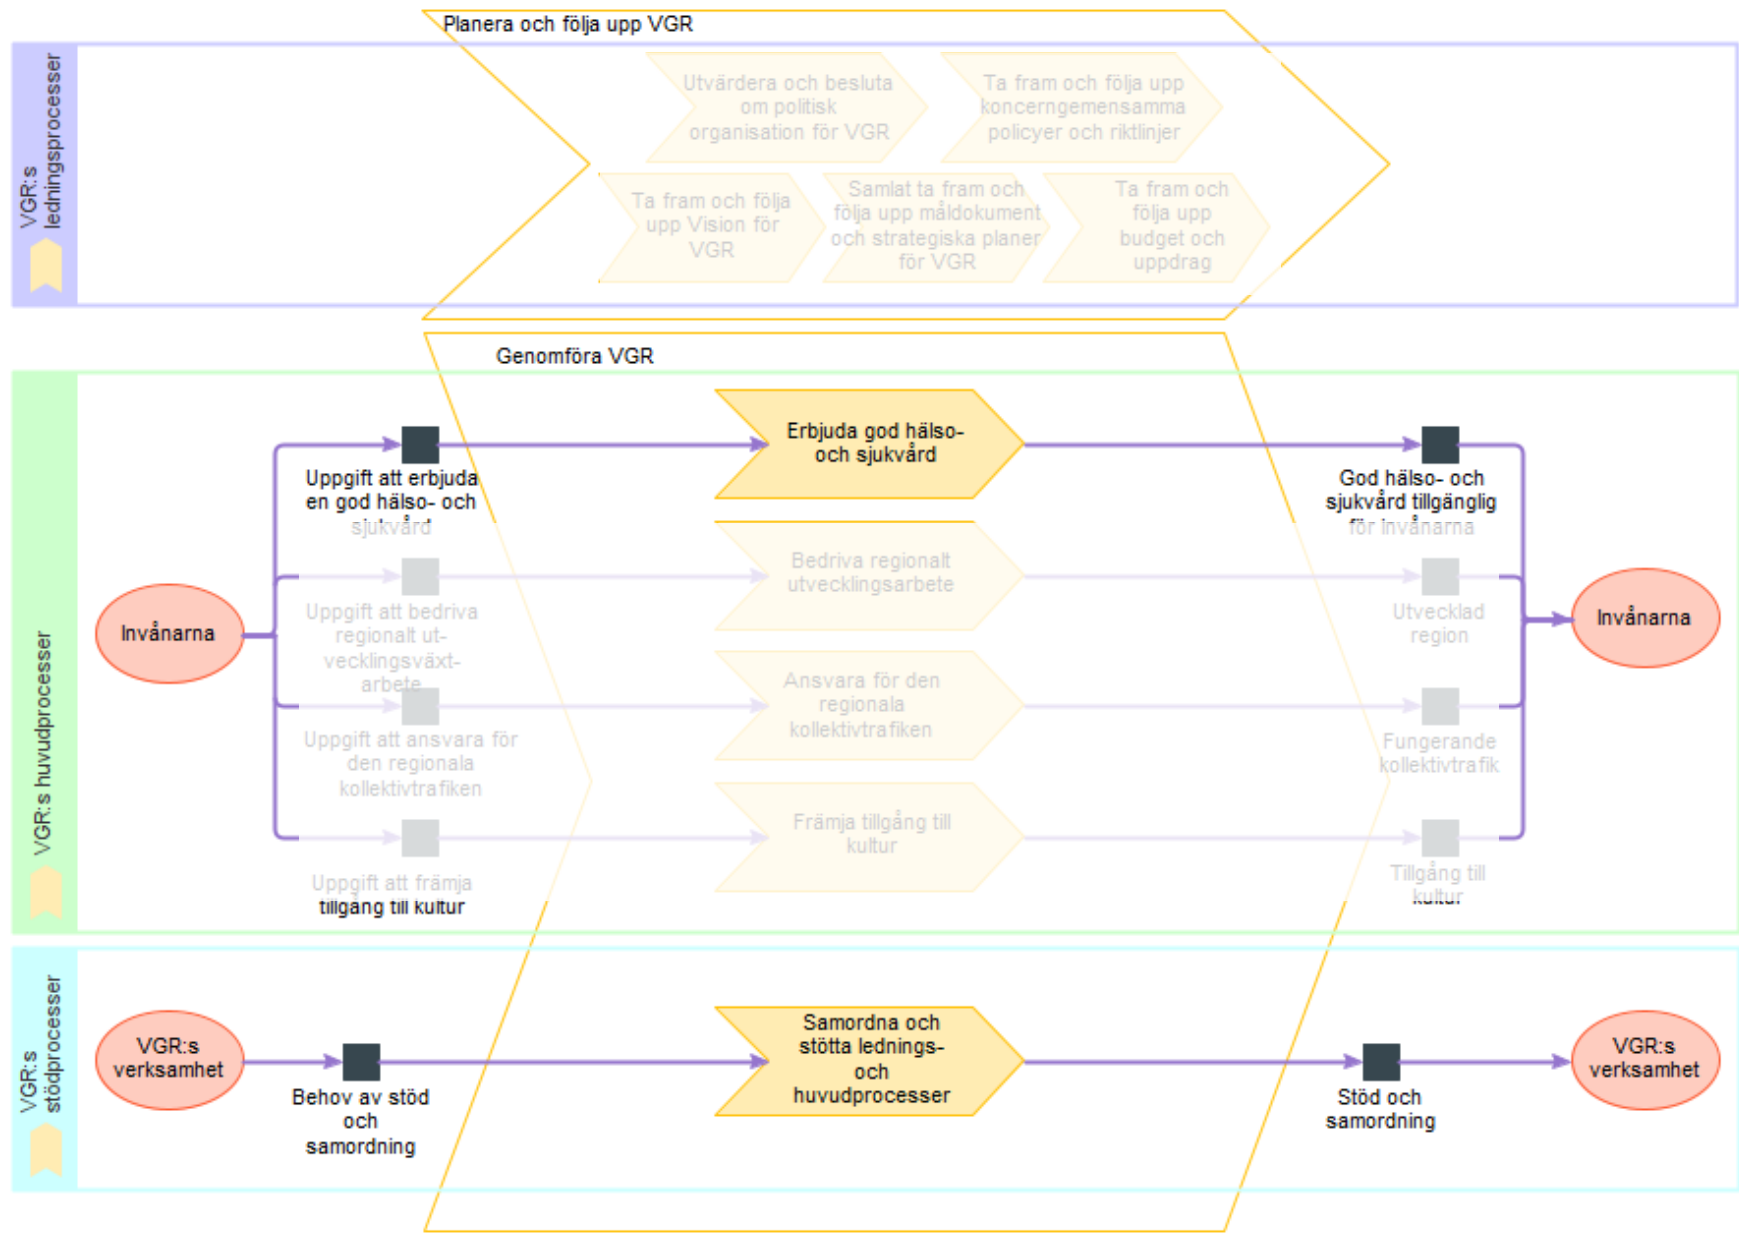 Planera och följa upp VGR
VGR:s
ledningsprocesser
Utvärdera och besluta
om politisk
organisation för VGR
Ta fram och följa upp
koncerngemensamma
policyer och riktlinjer
Ta fram och följa
upp Vision för
VGR
Samlat ta fram och
följa upp måldokument
och strategiska planer
för VGR
Ta fram och
följa upp
budget och
uppdrag
Genomföra VGR
VGR:s huvudprocesser
Invånarna
Uppgift att erbjuda
en god hälso- och
sjukvård
Erbjuda god hälso-
och sjukvård
God hälso- och
sjukvård tillgänglig
för invånarna
Uppgift att bedriva
regionalt ut-
vecklingsväxt-
arbete
Bedriva regionalt
utvecklingsarbete
Utvecklad
region
Invånarna
Uppgift att ansvara för
den regionala
kollektivtrafiken
Ansvara för den
regionala
kollektivtrafiken
Fungerande
kollektivtrafik
Uppgift att främja
tillgång till kultur
Främja tillgång till
kultur
Tillgång till
kultur
VGR:s
stödprocesser
VGR:s
verksamhet
Behov av stöd
och
samordning
Samordna och
stötta lednings-
och
huvudprocesser
Stöd och
samordning
VGR:s
verksamhet